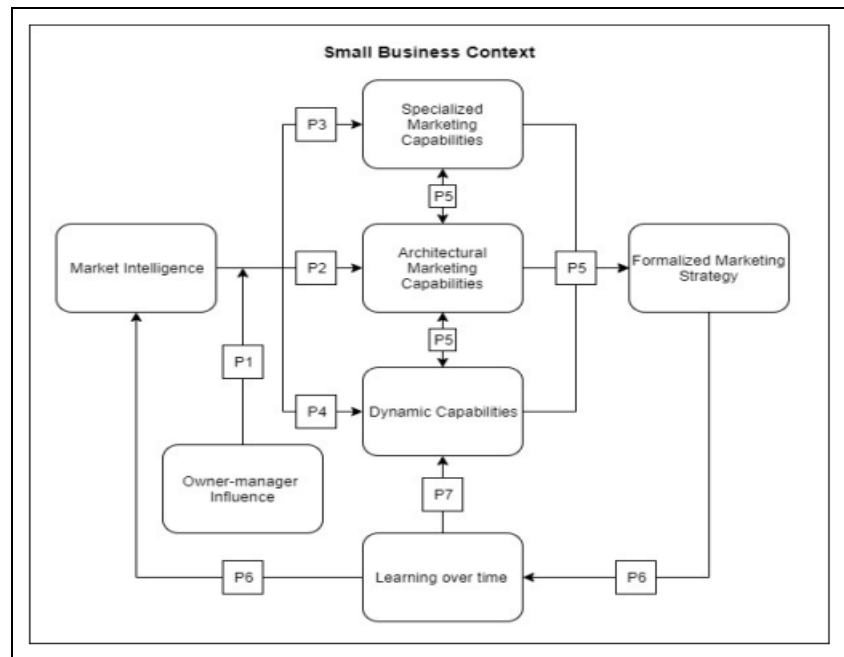 Small Business Context
Specialized
Marketing
Capabilities
P3
P5
Market Intelligence
P2
Architectural
Marketing
Capabilities
P5
Formalized Marketing
Strategy
P1
P5
P4
Dynamic Capabilities
Owner-manager
Influence
P7
P6
Learning over time
P6